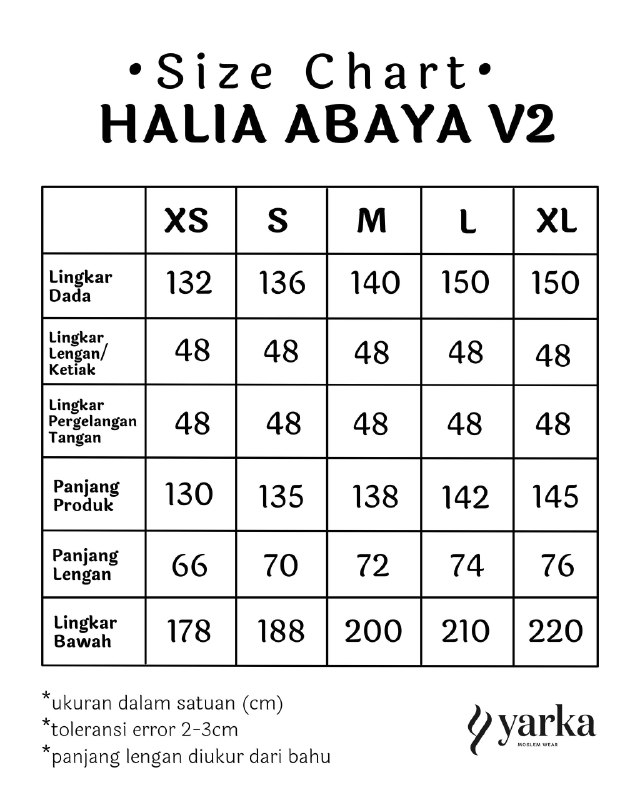 •Size Chart•
HALIA ABAYA V2
XS S M L XL
Lingkar
Dada
132 136 140 150 150
Lingkar
Lengan/
Ketiak
48 48 48 48 48
Lingkar
Pergelangan
Tangan
48 48 48 48 48
Panjang
Produk
130 135 138 142 145
Panjang
Lengan
66 70 72 74 76
Lingkar
Bawah
178 188 200 210 220
*ukuran dalam satuan (cm)
*toleransi error 2-3cm
*panjang lengan diukur dari bahu
yarka
MOSLEM WEAR